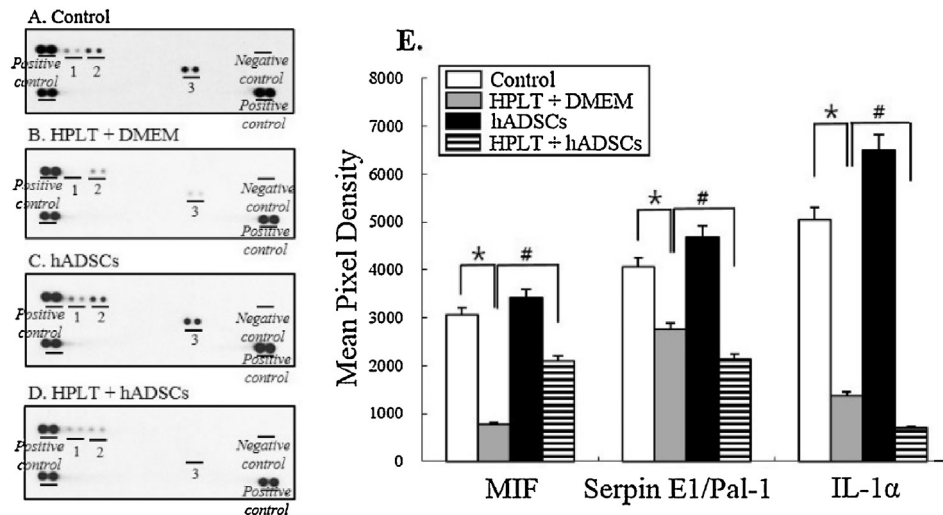 A. Control
Positive
control
1 2
3
Negative
control
Positive
control
B. HPLT + DMEM
Positive
control
1 2
3
Negative
control
Positive
control
C. hADSCs
Positive
control
1 2
3
Negative
control
Positive
control
D. HPLT + hADSCs
Positive
control
1 2
3
Negative
control
Positive
control
E.
Mean Pixel Density
8000
7000
6000
5000
4000
3000
2000
1000
0
Control
HPLT + DMEM
hADSCs
HPLT + hADSCs
* #
* #
* #
MIF Serpin E1/Pal-1 IL-1α